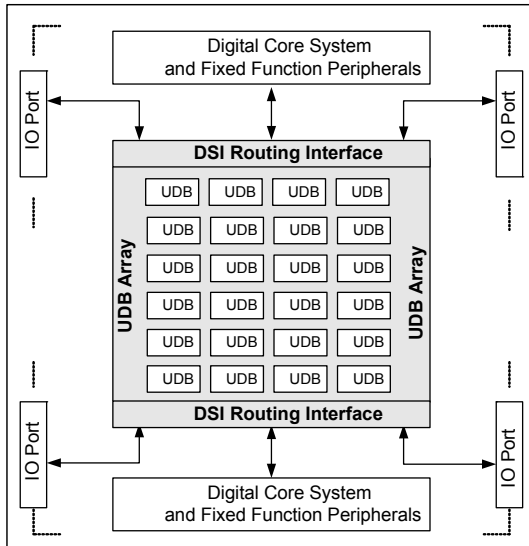 Digital Core System
and Fixed Function Peripherals
IO Port
IO Port
DSI Routing Interface
UDB Array
UDB Array
UDB UDB UDB UDB
UDB UDB UDB UDB
UDB UDB UDB UDB
UDB UDB UDB UDB
UDB UDB UDB UDB
UDB UDB UDB UDB
DSI Routing Interface
IO Port
IO Port
Digital Core System
and Fixed Function Peripherals